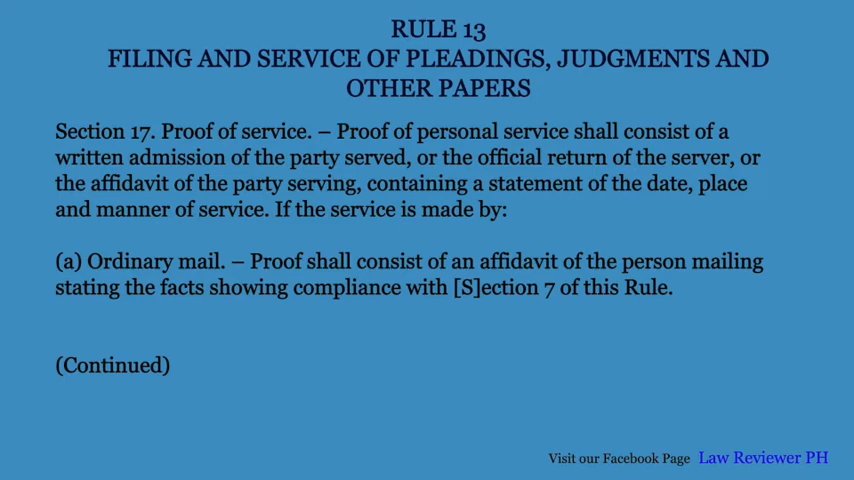 RULE 13
FILING AND SERVICE OF PLEADINGS, JUDGMENTS AND
OTHER PAPERS
Section 17. Proof of service. – Proof of personal service shall consist of a
written admission of the party served, or the official return of the server, or
the affidavit of the party serving, containing a statement of the date, place
and manner of service. If the service is made by:
(a) Ordinary mail. – Proof shall consist of an affidavit of the person mailing
stating the facts showing compliance with [S]ection 7 of this Rule.
(Continued)
Visit our Facebook Page Law Reviewer PH